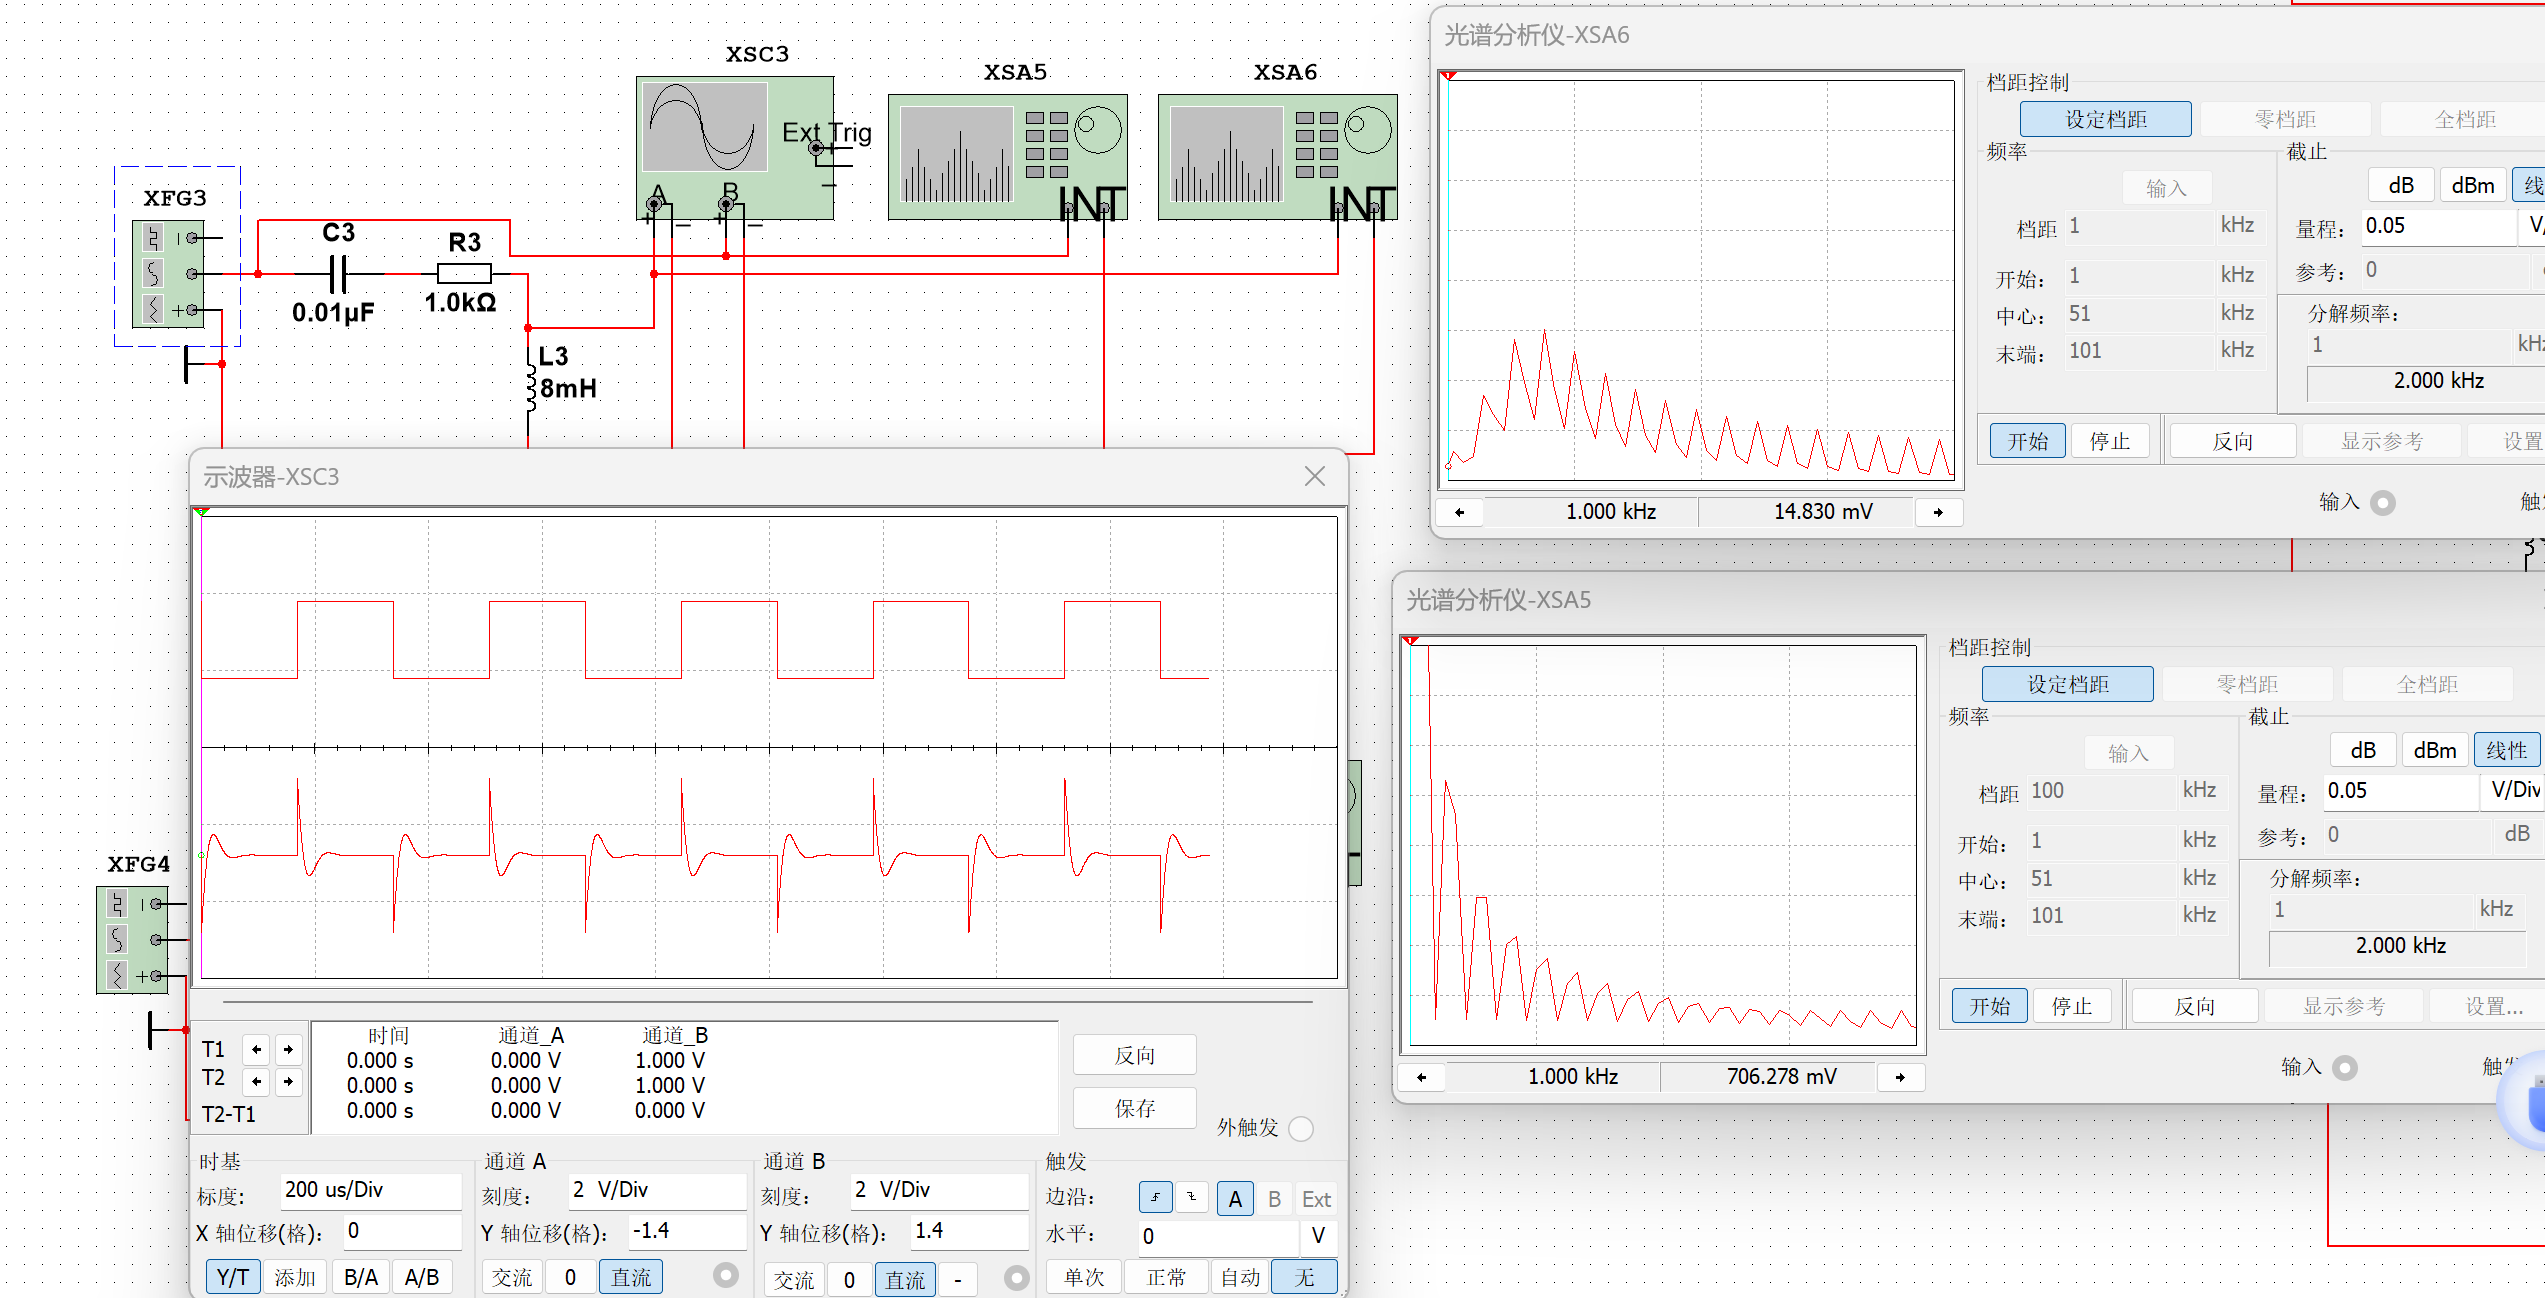 XSC3
XSA5
XSA6
Ext Trig
A
B
INT
INT
XFG3
C3
0.01µF
R3
1.0kΩ
L3
8mH
XFG4
示波器-XSC3
T1
T2
T2-T1
时间 通道_A 通道_B
0.000 s 0.000 V 1.000 V
0.000 s 0.000 V 1.000 V
0.000 s 0.000 V 0.000 V
反向
保存
外触发
时基
标度: 200 us/Div
X 轴位移(格): 0
Y/T 添加 B/A A/B
通道 A
刻度: 2 V/Div
Y 轴位移(格): -1.4
交流 0 直流
通道 B
刻度: 2 V/Div
Y 轴位移(格): 1.4
交流 0 直流 -
触发
边沿: A B Ext
水平: 0 V
单次 正常 自动 无
光谱分析仪-XSA6
1.000 kHz 14.830 mV
档距控制
设定档距 零档距 全档距
频率
输入
档距 1 kHz
开始: 1 kHz
中心: 51 kHz
末端: 101 kHz
截止
dB dBm 线
量程: 0.05 V/
参考: 0
分解频率:
1 kHz
2.000 kHz
开始 停止 反向 显示参考 设置
输入 触
光谱分析仪-XSA5
1.000 kHz 706.278 mV
档距控制
设定档距 零档距 全档距
频率
输入
档距 100 kHz
开始: 1 kHz
中心: 51 kHz
末端: 101 kHz
截止
dB dBm 线性
量程: 0.05 V/Div
参考: 0 dB
分解频率:
1 kHz
2.000 kHz
开始 停止 反向 显示参考 设置...
输入 触